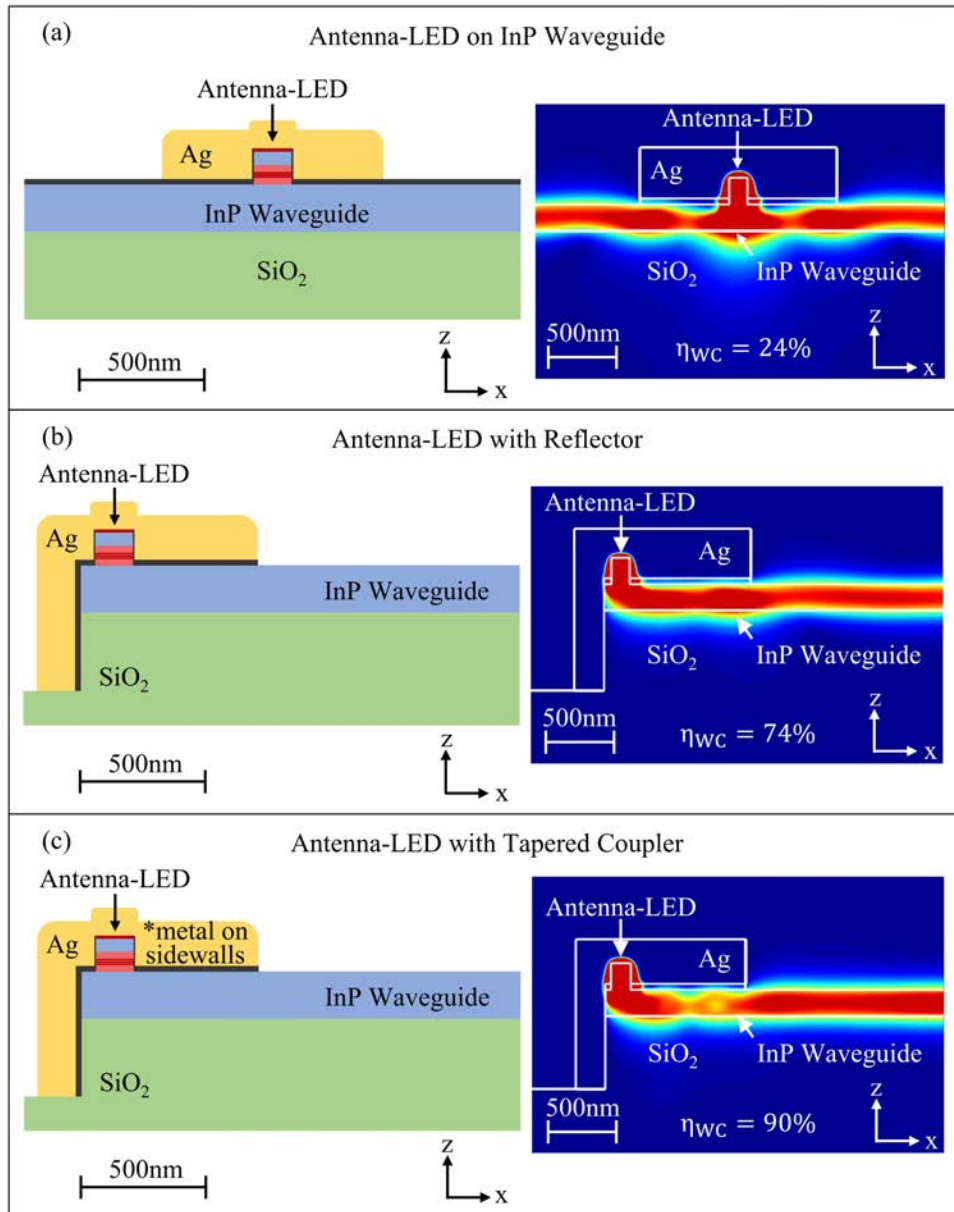 (a)
Antenna-LED on InP Waveguide
Antenna-LED
Ag
InP Waveguide
SiO₂
500nm
z
x
Antenna-LED
Ag
SiO₂
InP Waveguide
500nm
ηWC = 24%
z
x
(b)
Antenna-LED with Reflector
Antenna-LED
Ag
InP Waveguide
SiO₂
500nm
z
x
Antenna-LED
Ag
SiO₂
InP Waveguide
500nm
ηWC = 74%
z
x
(c)
Antenna-LED with Tapered Coupler
Antenna-LED
Ag
*metal on
sidewalls
InP Waveguide
SiO₂
500nm
z
x
Antenna-LED
Ag
SiO₂
InP Waveguide
500nm
ηWC = 90%
z
x